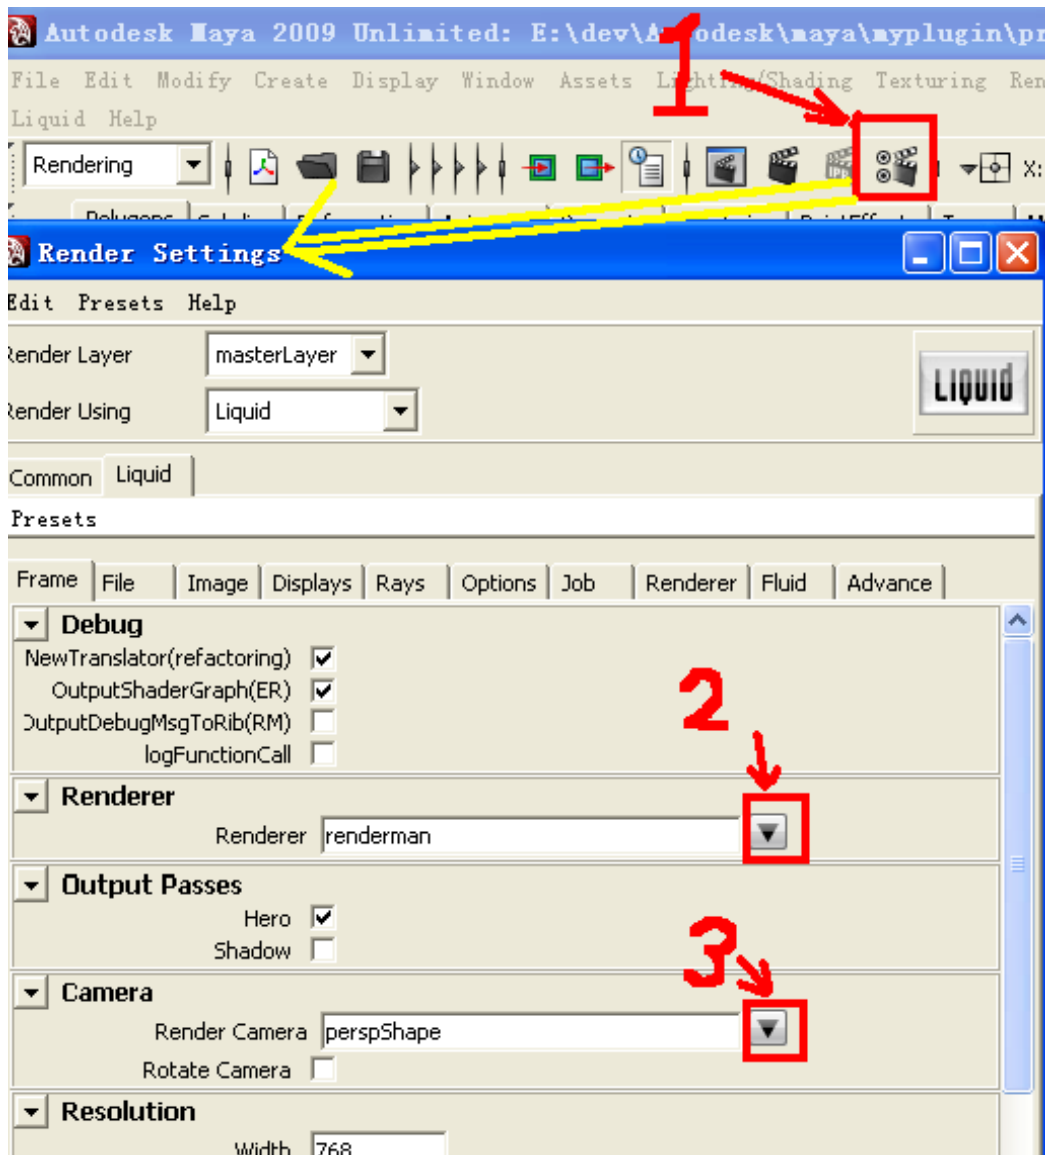 Autodesk Maya 2009 Unlimited: E:\dev\Autodesk\maya\myplugin\pr
File Edit Modify Create Display Window Assets Lighting/Shading Texturing Ren
Liquid Help
1
Rendering X:
Polygons
Render Settings
Edit Presets Help
Render Layer masterLayer
Render Using Liquid
LIQUID
Common Liquid
Presets
Frame File Image Displays Rays Options Job Renderer Fluid Advance
Debug
NewTranslator(refactoring)
OutputShaderGraph(ER)
OutputDebugMsgToRib(RM)
logFunctionCall
2
Renderer
Renderer renderman
Output Passes
Hero
Shadow
3
Camera
Render Camera perspShape
Rotate Camera
Resolution
Width 768